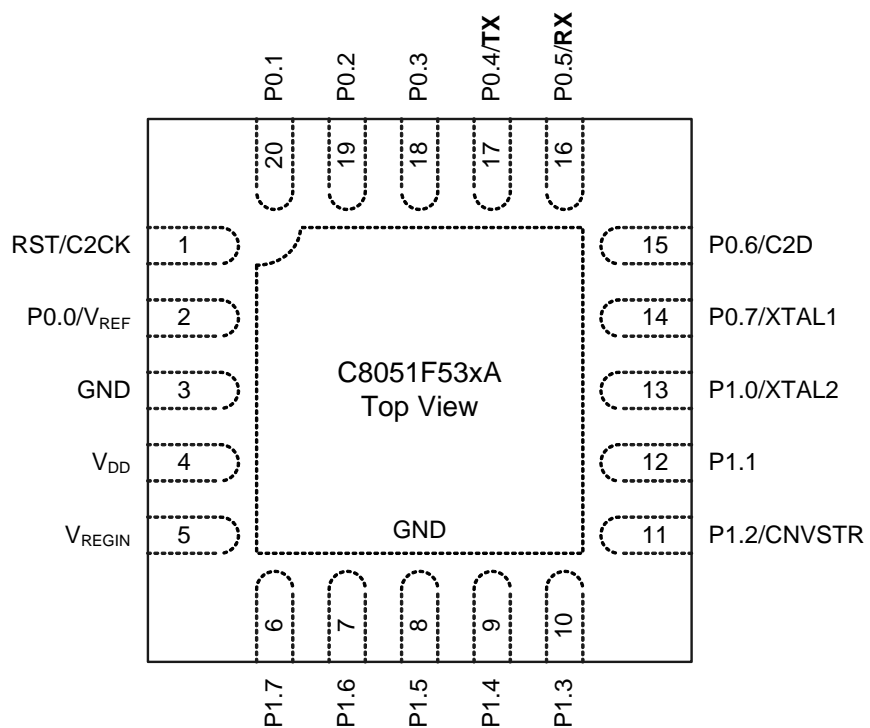 P0.1
P0.2
P0.3
P0.4/TX
P0.5/RX
20
19
18
17
16
RST/C2CK 1
15 P0.6/C2D
P0.0/VREF 2
14 P0.7/XTAL1
GND 3
13 P1.0/XTAL2
C8051F53xA
Top View
VDD 4
12 P1.1
VREGIN 5
GND
11 P1.2/CNVSTR
6
7
8
9
10
P1.7
P1.6
P1.5
P1.4
P1.3